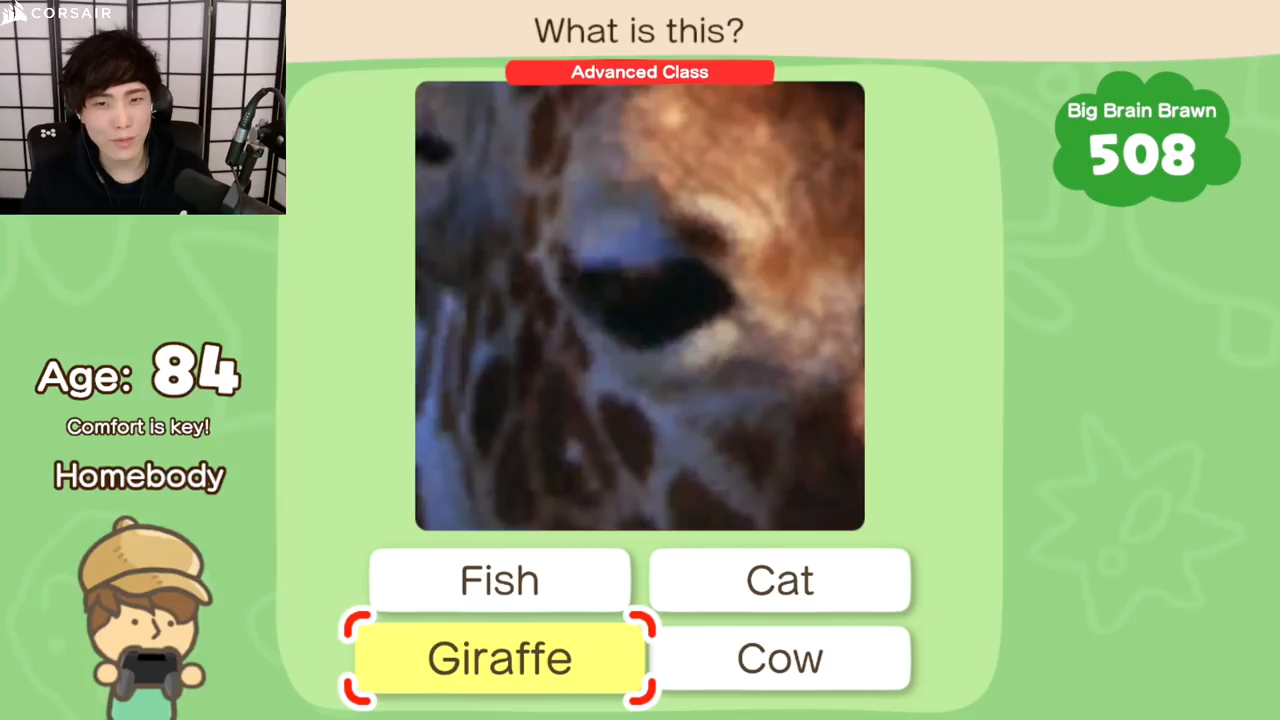 CORSAIR
What is this?
Advanced Class
Big Brain Brawn
508
Age: 84
Comfort is key!
Homebody
Fish
Cat
Giraffe
Cow